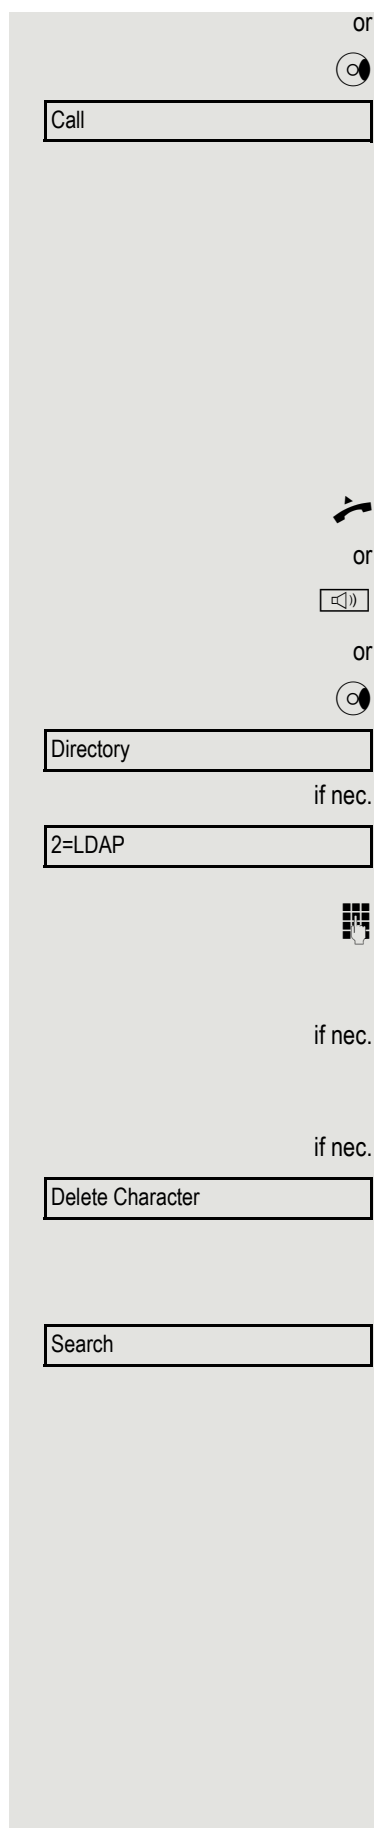 or
Call
or
or
Directory
if nec.
2=LDAP
if nec.
if nec.
Delete Character
Search